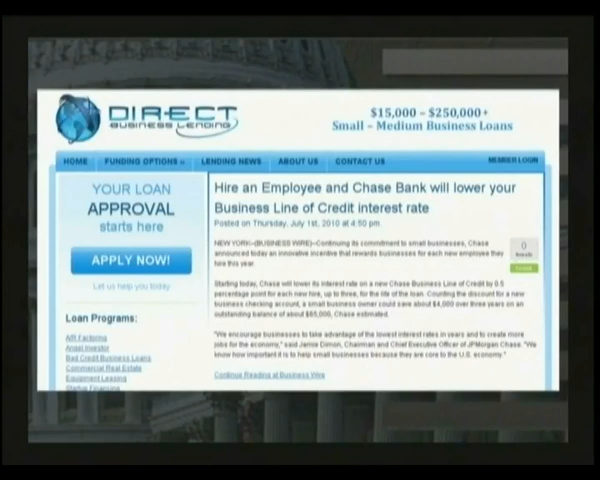 DIRECT
BUSINESS LENDING
$15,000 – $250,000+
Small – Medium Business Loans
HOME
FUNDING OPTIONS »
LENDING NEWS
ABOUT US
CONTACT US
MEMBER LOGIN
YOUR LOAN
APPROVAL
starts here
APPLY NOW!
Let us help you today
Loan Programs:
A/R Factoring
Angel Investor
Bad Credit Business Loans
Commercial Real Estate
Equipment Leasing
Startup Financing
Hire an Employee and Chase Bank will lower your
Business Line of Credit interest rate
Posted on Thursday, July 1st, 2010 at 4:50 pm
NEW YORK--(BUSINESS WIRE)--Continuing its commitment to small businesses, Chase
announced today an innovative incentive that rewards businesses for each new employee they
hire this year.
0
Starting today, Chase will lower its interest rate on a new Chase Business Line of Credit by 0.5
percentage point for each new hire, up to three, for the life of the loan. Counting the discount for a new
business checking account, a small business owner could save about $4,000 over three years on an
outstanding balance of about $65,000, Chase estimated.
"We encourage businesses to take advantage of the lowest interest rates in years and to create more
jobs for the economy," said Jamie Dimon, Chairman and Chief Executive Officer of JPMorgan Chase. "We
know how important it is to help small businesses because they are core to the U.S. economy."
Continue Reading at Business Wire